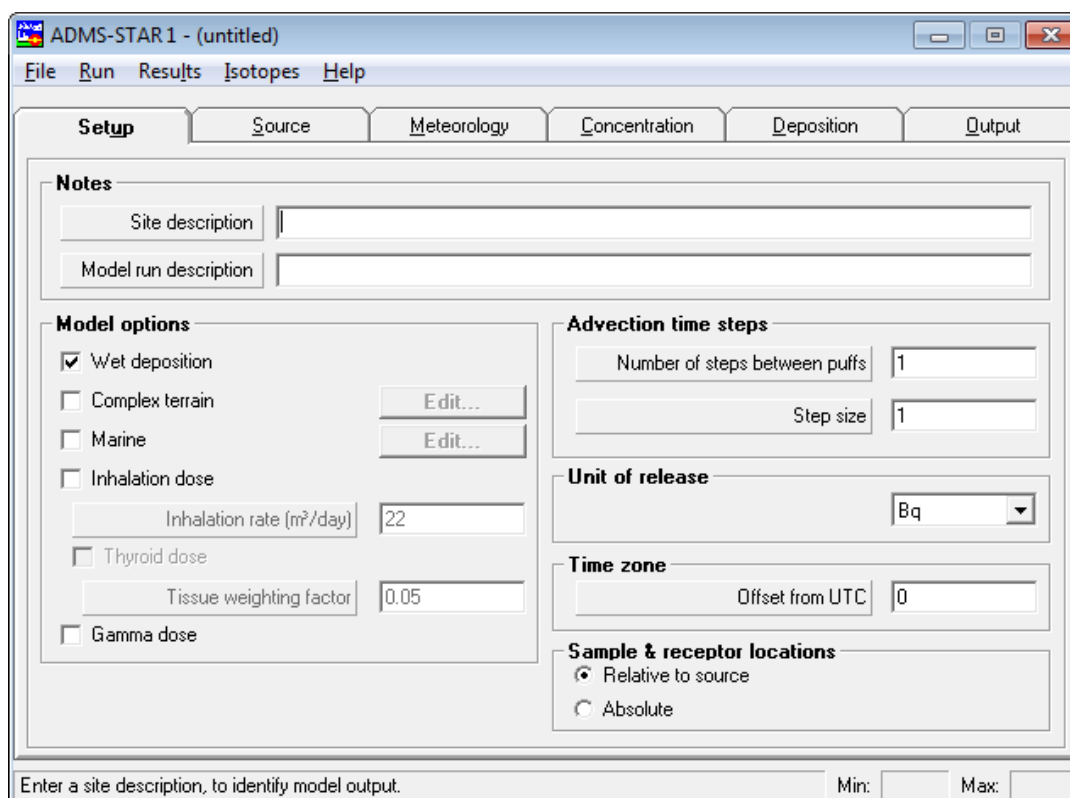 ADMS-STAR 1 - (untitled)
File Run Results Isotopes Help
Setup Source Meteorology Concentration Deposition Output
Notes
Site description
Model run description
Model options
Wet deposition
Complex terrain Edit...
Marine Edit...
Inhalation dose
Inhalation rate (m³/day) 22
Thyroid dose
Tissue weighting factor 0.05
Gamma dose
Advection time steps
Number of steps between puffs 1
Step size 1
Unit of release
Bq
Time zone
Offset from UTC 0
Sample & receptor locations
Relative to source
Absolute
Enter a site description, to identify model output. Min: Max: